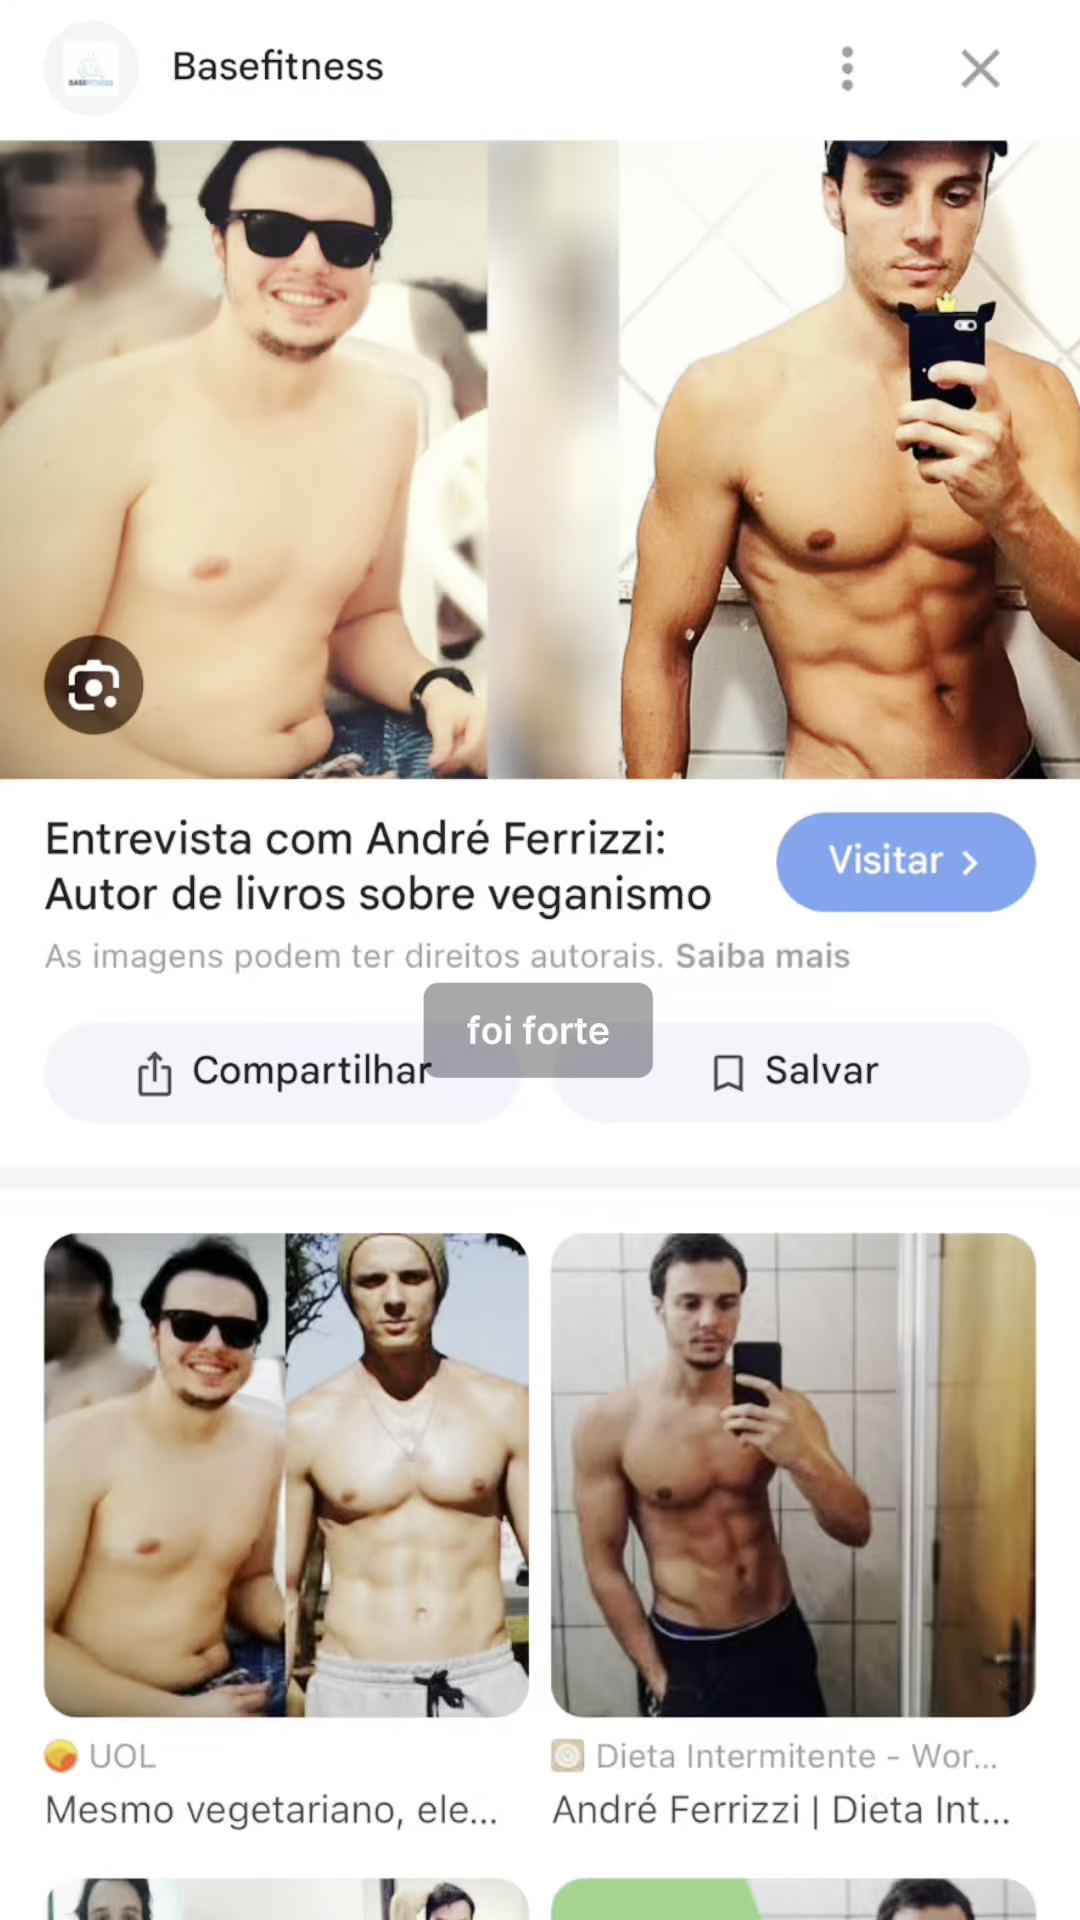 BASEFITNESS
Basefitness
Entrevista com André Ferrizzi:
Autor de livros sobre veganismo
Visitar
As imagens podem ter direitos autorais. Saiba mais
foi forte
Compartilhar
Salvar
UOL
Mesmo vegetariano, ele...
Dieta Intermitente - Wor...
André Ferrizzi | Dieta Int...